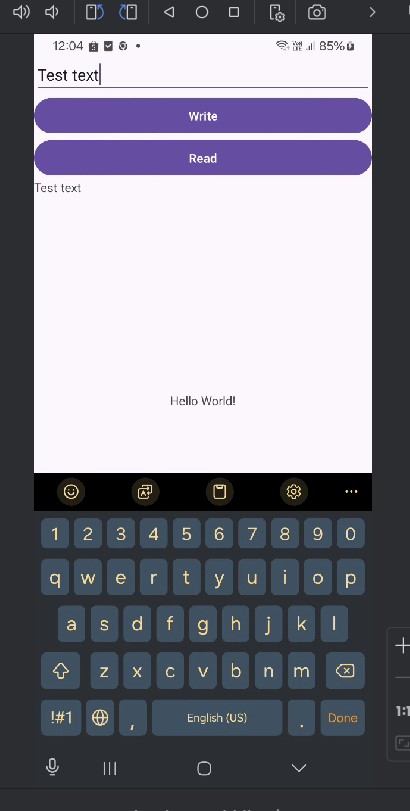 12:04 85%
Test text
Write
Read
Test text
Hello World!
1 2 3 4 5 6 7 8 9 0
q w e r t y u i o p
a s d f g h j k l
z x c v b n m
!#1 , English (US) . Done
1:1